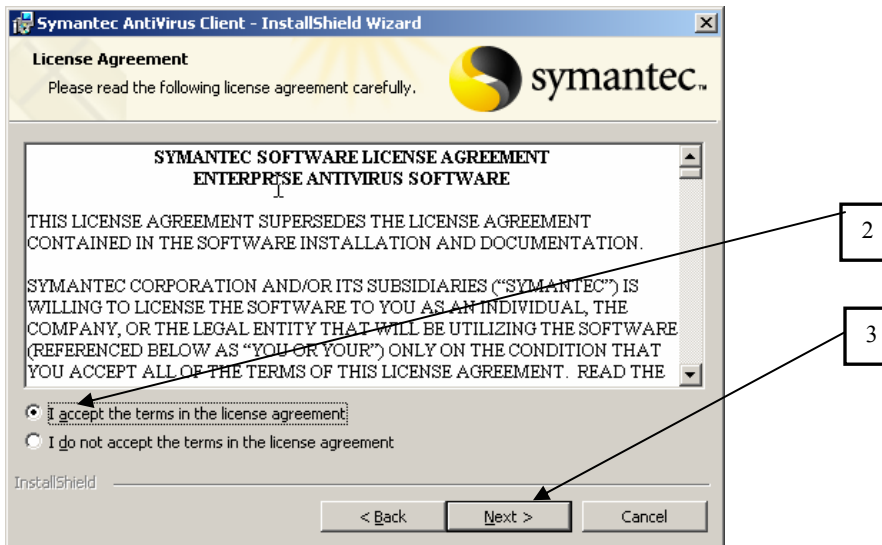 Symantec AntiVirus Client - InstallShield Wizard
License Agreement
Please read the following license agreement carefully.
symantec™
SYMANTEC SOFTWARE LICENSE AGREEMENT
ENTERPRISE ANTIVIRUS SOFTWARE
THIS LICENSE AGREEMENT SUPERSEDES THE LICENSE AGREEMENT
CONTAINED IN THE SOFTWARE INSTALLATION AND DOCUMENTATION.
SYMANTEC CORPORATION AND/OR ITS SUBSIDIARIES (“SYMANTEC”) IS
WILLING TO LICENSE THE SOFTWARE TO YOU AS AN INDIVIDUAL, THE
COMPANY, OR THE LEGAL ENTITY THAT WILL BE UTILIZING THE SOFTWARE
(REFERENCED BELOW AS “YOU OR YOUR”) ONLY ON THE CONDITION THAT
YOU ACCEPT ALL OF THE TERMS OF THIS LICENSE AGREEMENT. READ THE
I accept the terms in the license agreement
I do not accept the terms in the license agreement
InstallShield
< Back
Next >
Cancel
2
3